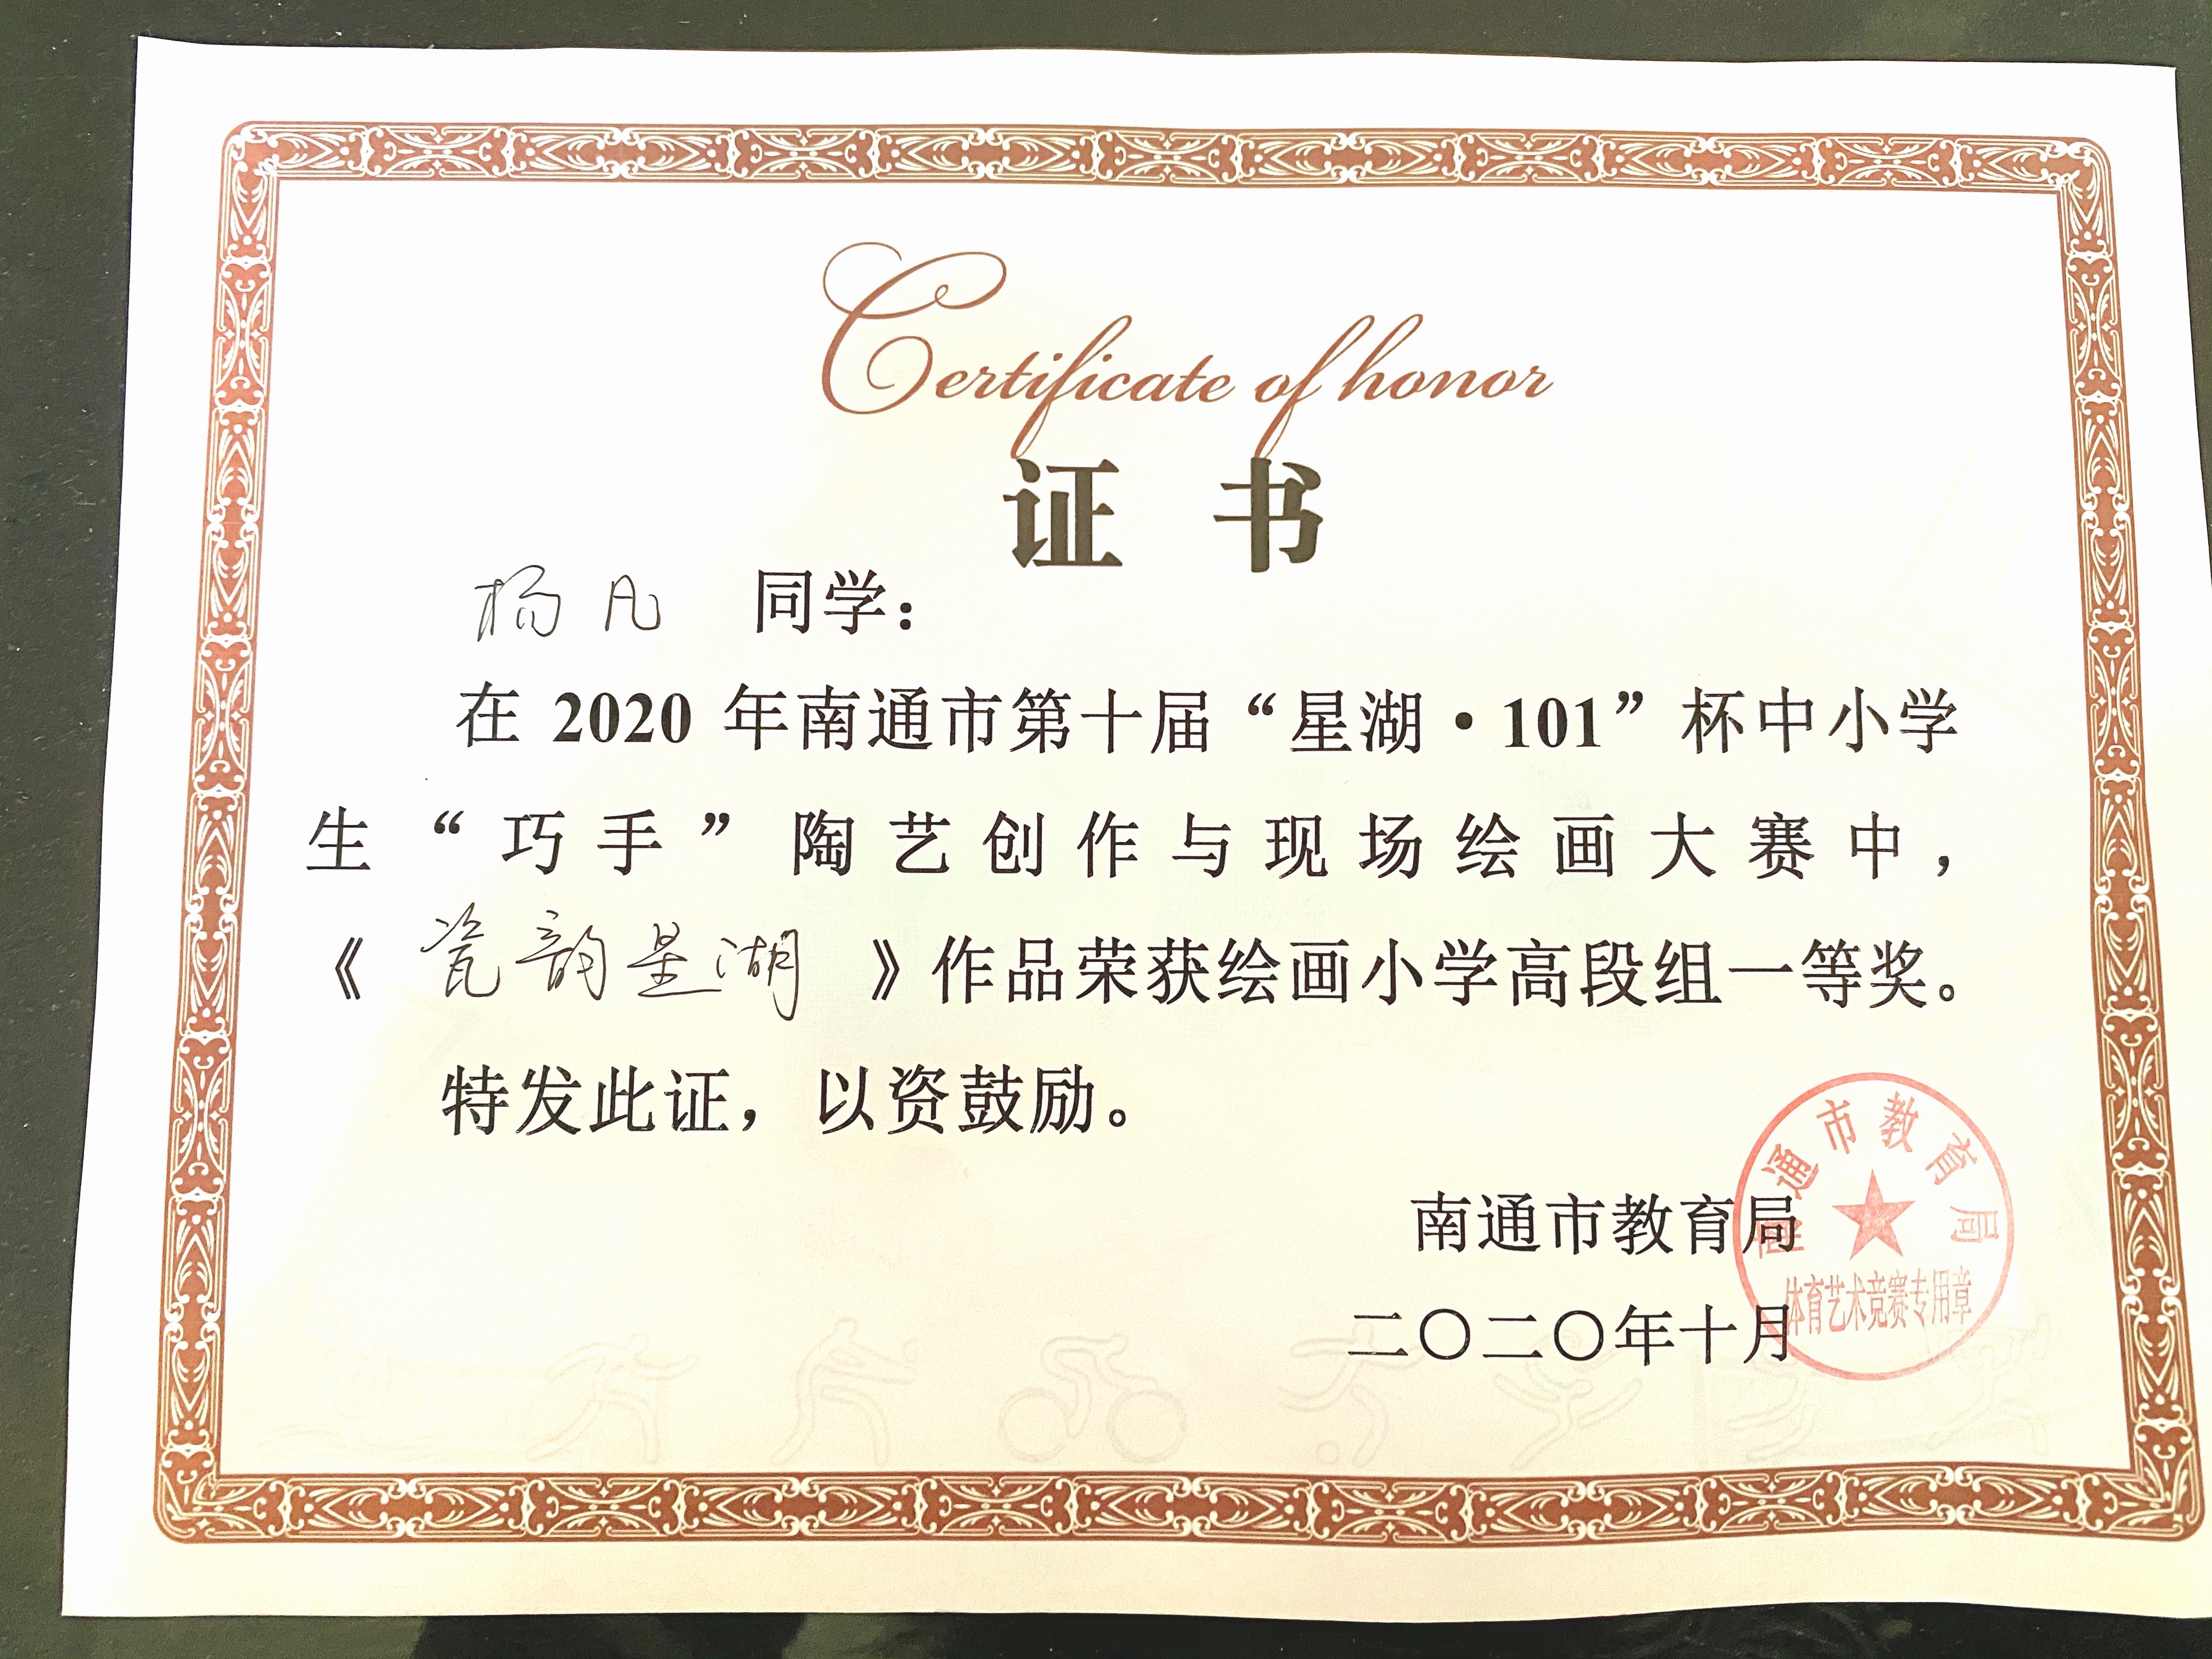 Certificate of honor
证 书
杨凡 同学：
在 2020 年南通市第十届“星湖·101”杯中小学
生“巧手”陶艺创作与现场绘画大赛中，
《瓷韵星湖》作品荣获绘画小学高段组一等奖。
特发此证，以资鼓励。
南通市教育局
二〇二〇年十月
南通市教育局
体育艺术竞赛专用章